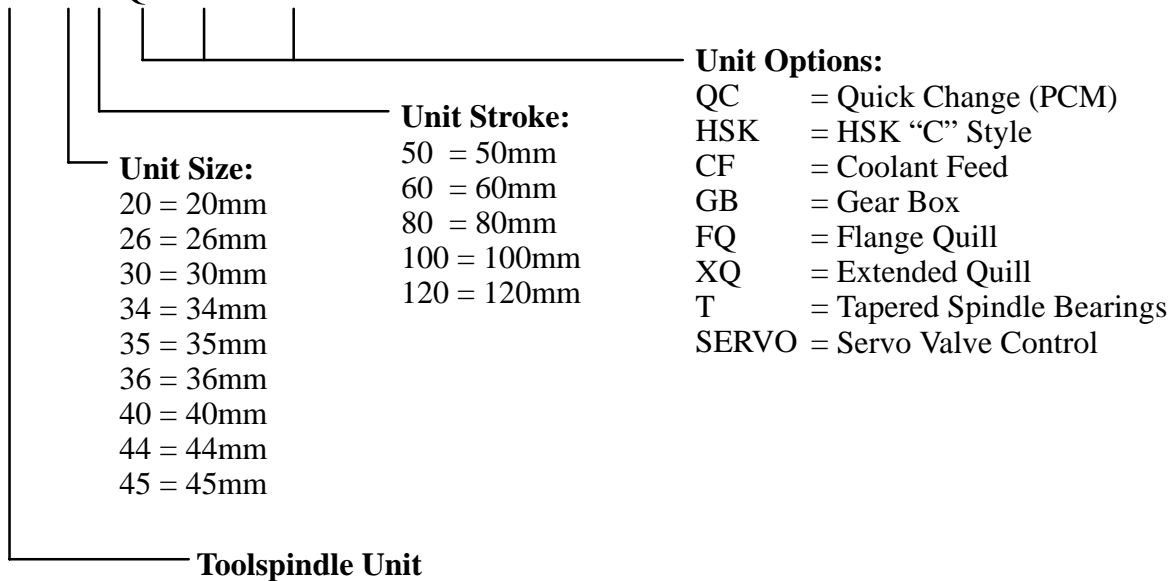 Unit Options:
QC = Quick Change (PCM)
HSK = HSK “C” Style
CF = Coolant Feed
GB = Gear Box
FQ = Flange Quill
XQ = Extended Quill
T = Tapered Spindle Bearings
SERVO = Servo Valve Control
Unit Stroke:
50 = 50mm
60 = 60mm
80 = 80mm
100 = 100mm
120 = 120mm
Unit Size:
20 = 20mm
26 = 26mm
30 = 30mm
34 = 34mm
35 = 35mm
36 = 36mm
40 = 40mm
44 = 44mm
45 = 45mm
Toolspindle Unit